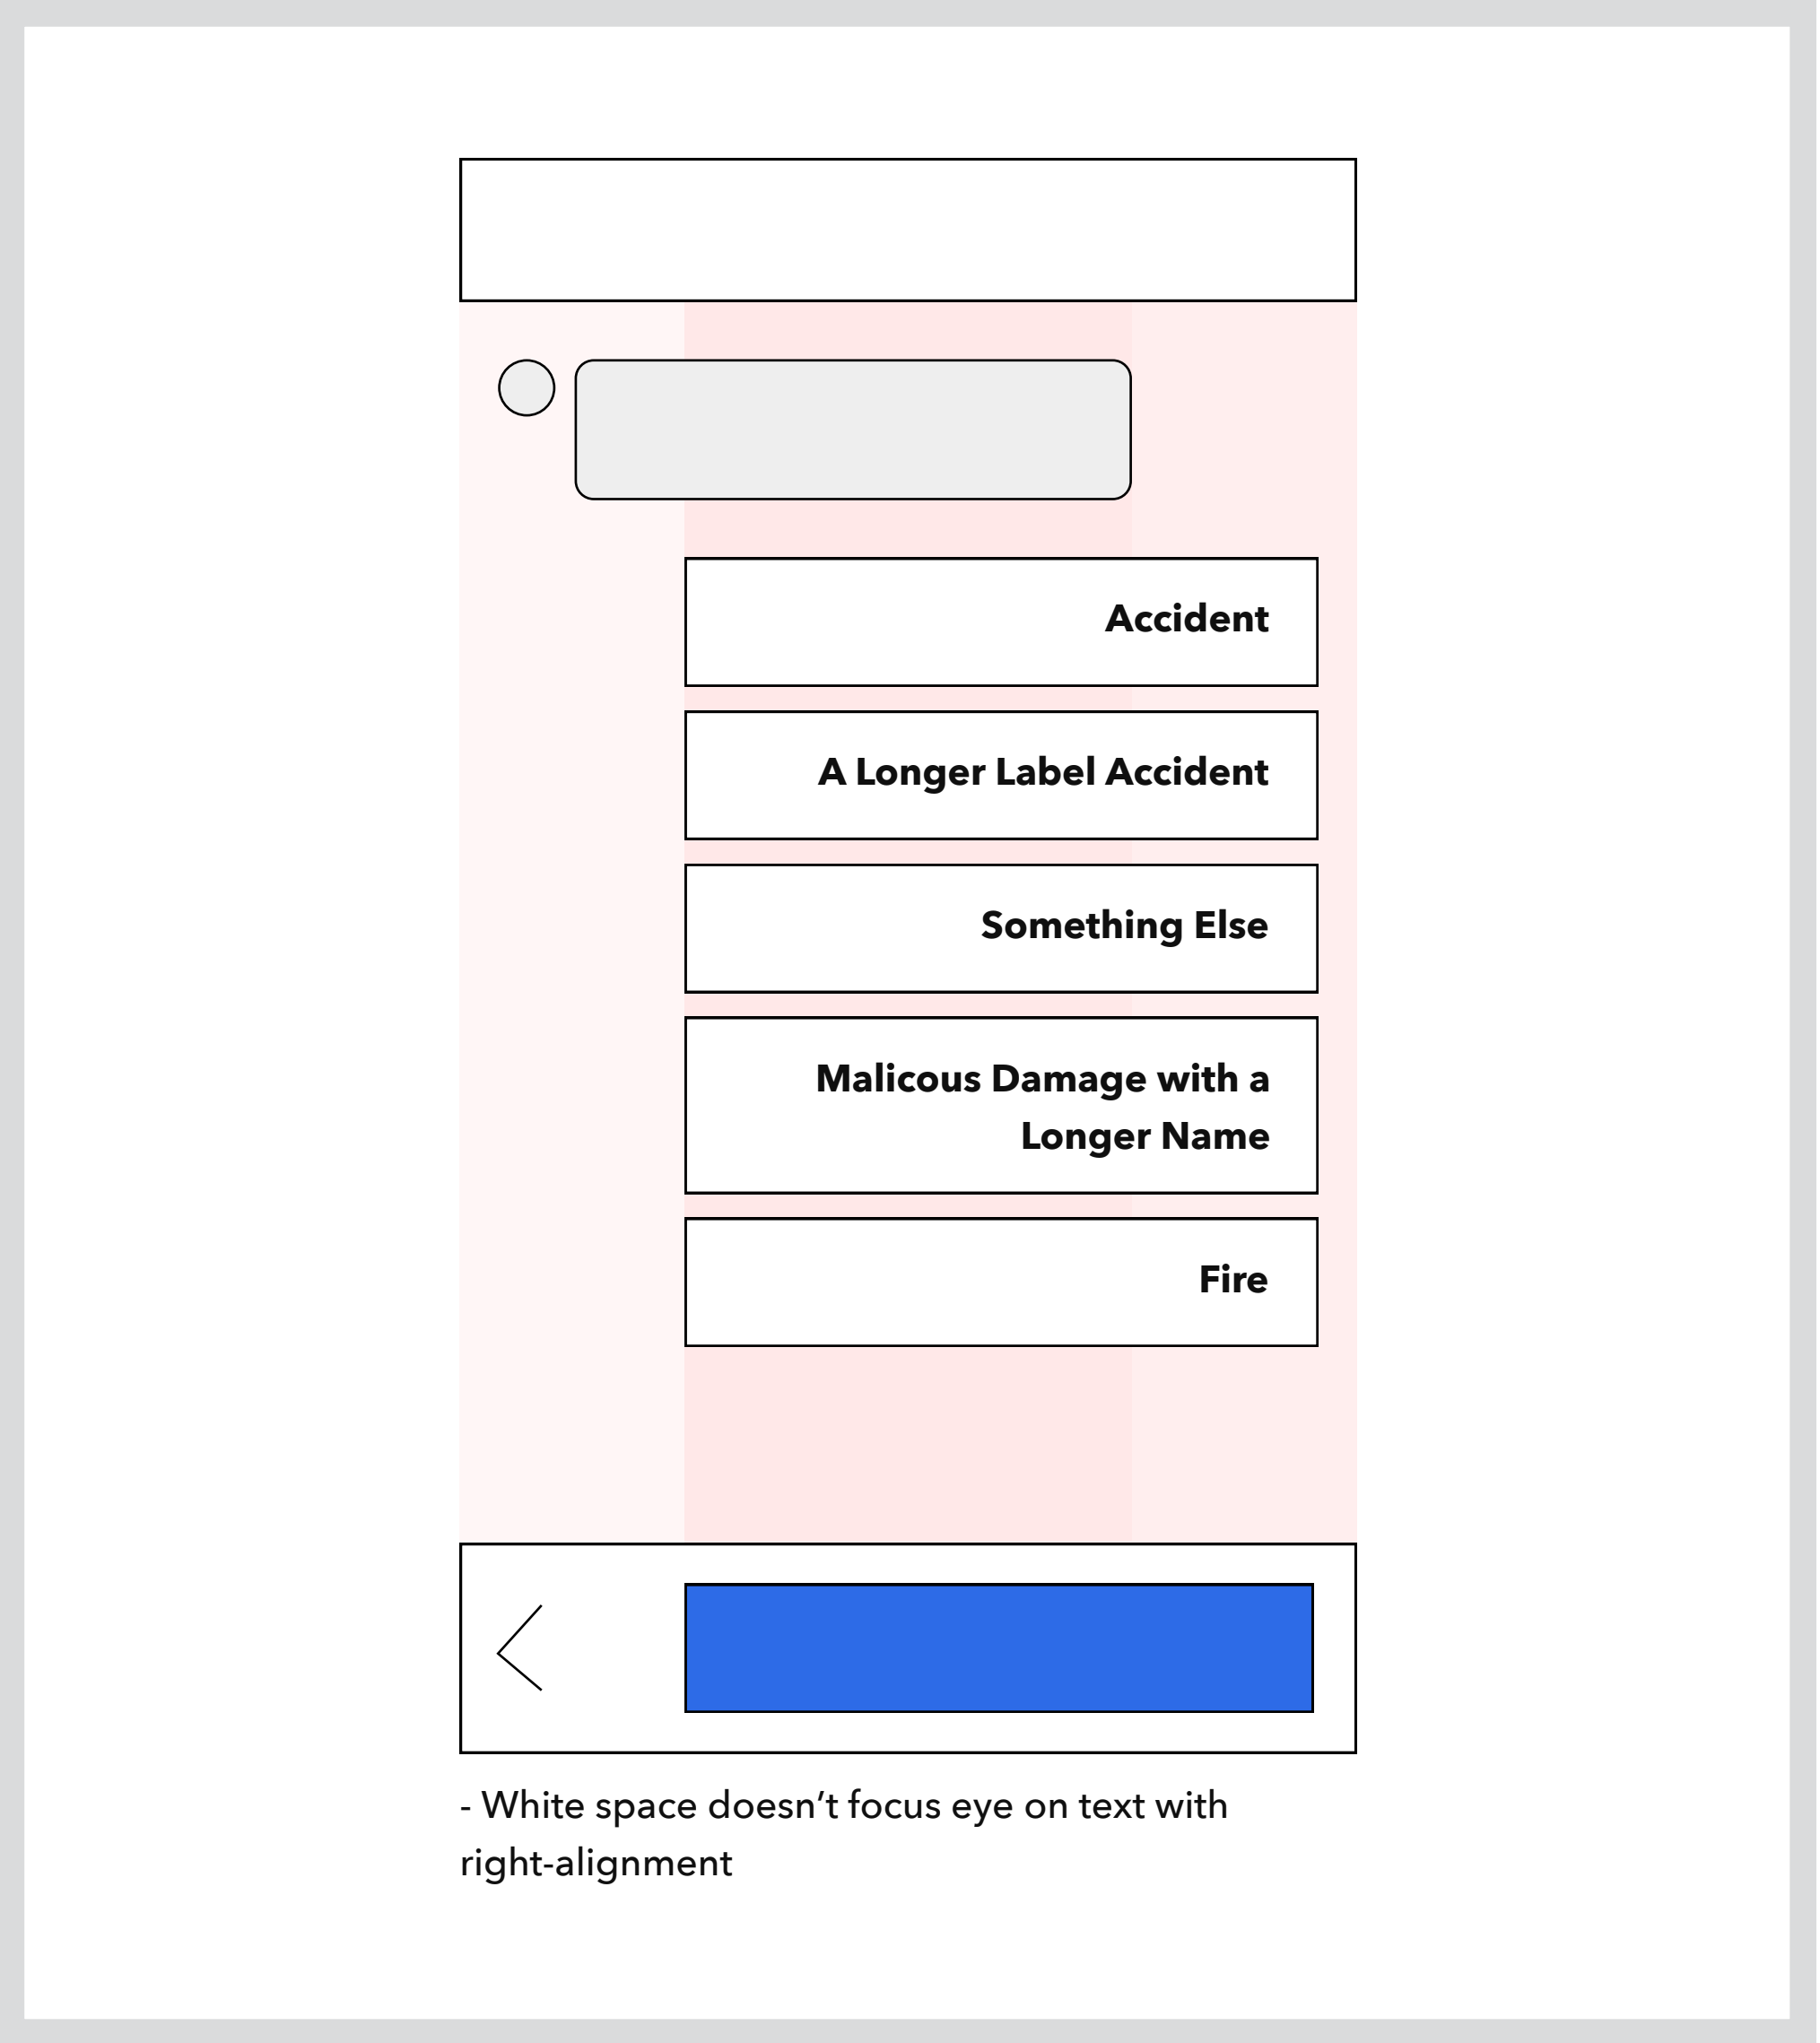 Accident
A Longer Label Accident
Something Else
Malicous Damage with a
Longer Name
Fire
- White space doesn’t focus eye on text with
right-alignment